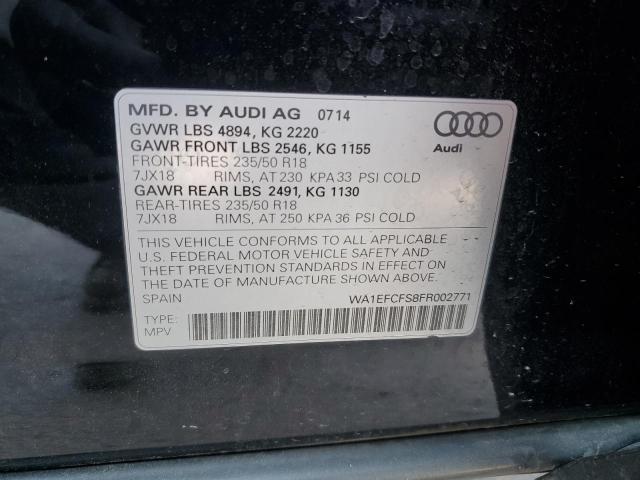 MFD. BY AUDI AG 0714
GVWR LBS 4894, KG 2220
GAWR FRONT LBS 2546, KG 1155
FRONT-TIRES 235/50 R18
7JX18 RIMS, AT 230 KPA 33 PSI COLD
GAWR REAR LBS 2491, KG 1130
REAR-TIRES 235/50 R18
7JX18 RIMS, AT 250 KPA 36 PSI COLD
Audi
THIS VEHICLE CONFORMS TO ALL APPLICABLE
U.S. FEDERAL MOTOR VEHICLE SAFETY AND
THEFT PREVENTION STANDARDS IN EFFECT ON
THE DATE OF MANUFACTURE SHOWN ABOVE.
SPAIN WA1EFCFS8FR002771
TYPE:
MPV